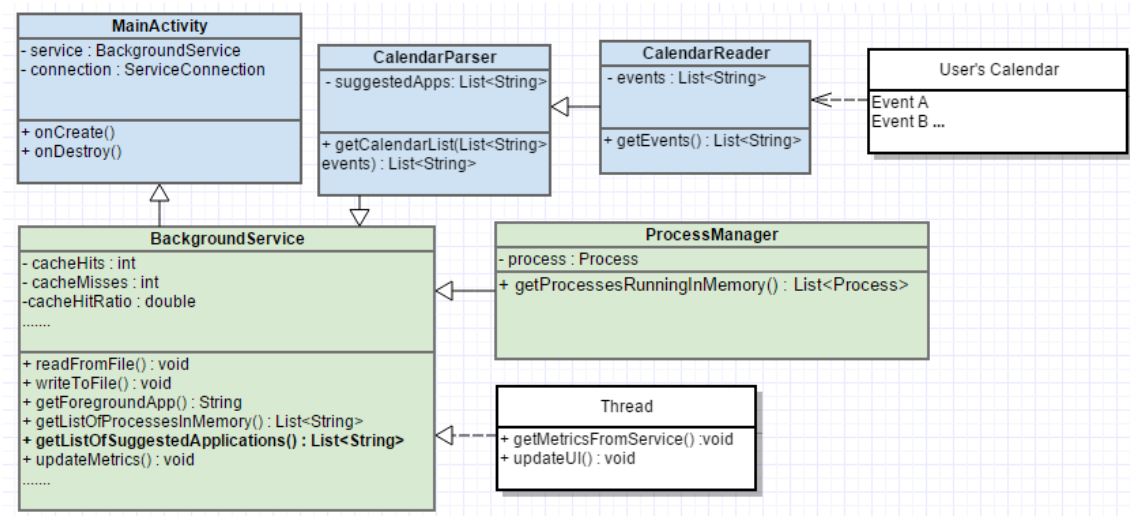 MainActivity
- service : BackgroundService
- connection : ServiceConnection
+ onCreate()
+ onDestroy()
CalendarParser
- suggestedApps: List<String>
+ getCalendarList(List<String>
events) : List<String>
CalendarReader
- events : List<String>
+ getEvents() : List<String>
User's Calendar
Event A
Event B ...
BackgroundService
- cacheHits : int
- cacheMisses : int
-cacheHitRatio : double
.......
+ readFromFile() : void
+ writeToFile() : void
+ getForegroundApp() : String
+ getListOfProcessesInMemory() : List<String>
+ getListOfSuggestedApplications() : List<String>
+ updateMetrics() : void
.......
ProcessManager
- process : Process
+ getProcessesRunningInMemory() : List<Process>
Thread
+ getMetricsFromService() :void
+ updateUI() : void